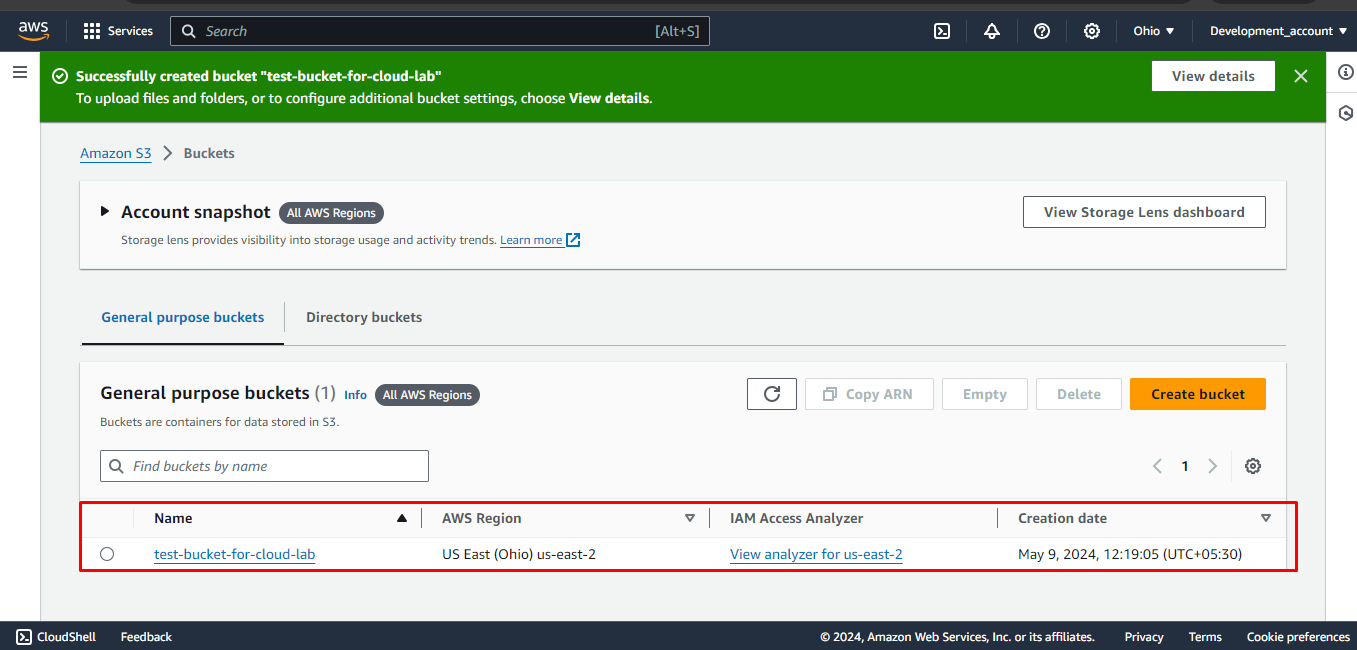 aws Services Search [Alt+S] Ohio Development_account
Successfully created bucket "test-bucket-for-cloud-lab"
To upload files and folders, or to configure additional bucket settings, choose View details.
View details
Amazon S3 Buckets
Account snapshot All AWS Regions
Storage lens provides visibility into storage usage and activity trends. Learn more
View Storage Lens dashboard
General purpose buckets Directory buckets
General purpose buckets (1) Info All AWS Regions
Buckets are containers for data stored in S3.
Copy ARN Empty Delete Create bucket
Find buckets by name 1
Name AWS Region IAM Access Analyzer Creation date
test-bucket-for-cloud-lab US East (Ohio) us-east-2 View analyzer for us-east-2 May 9, 2024, 12:19:05 (UTC+05:30)
CloudShell Feedback © 2024, Amazon Web Services, Inc. or its affiliates. Privacy Terms Cookie preferences